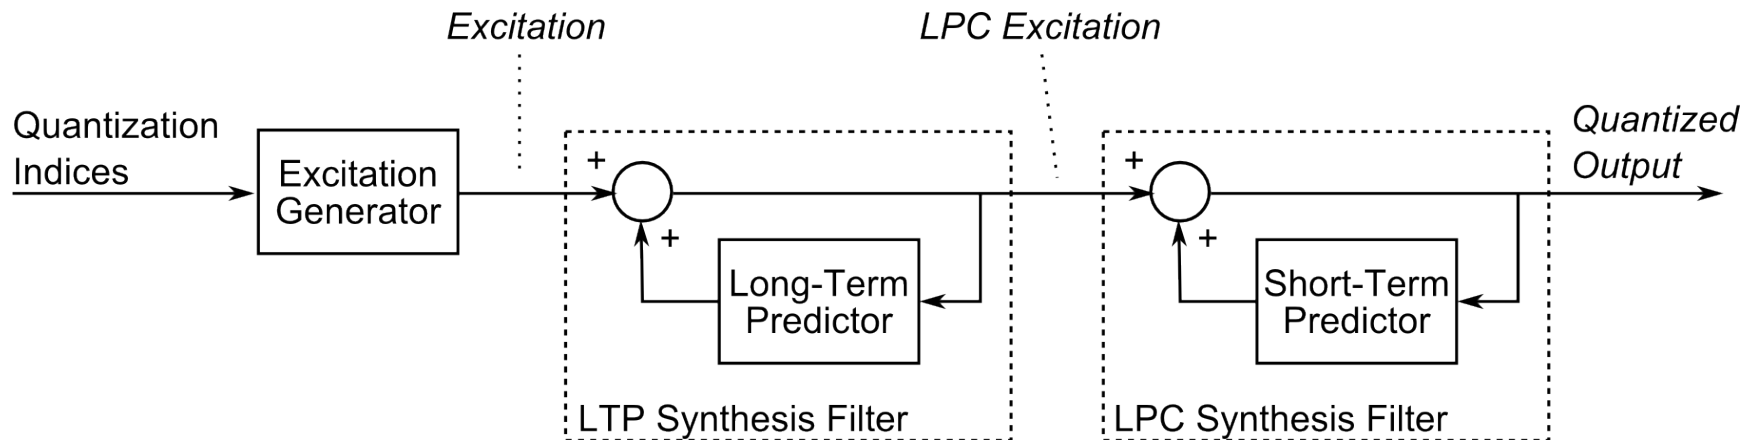 Excitation
LPC Excitation
Quantization
Indices
Excitation
Generator
+
+
Long-Term
Predictor
LTP Synthesis Filter
+
+
Short-Term
Predictor
LPC Synthesis Filter
Quantized
Output